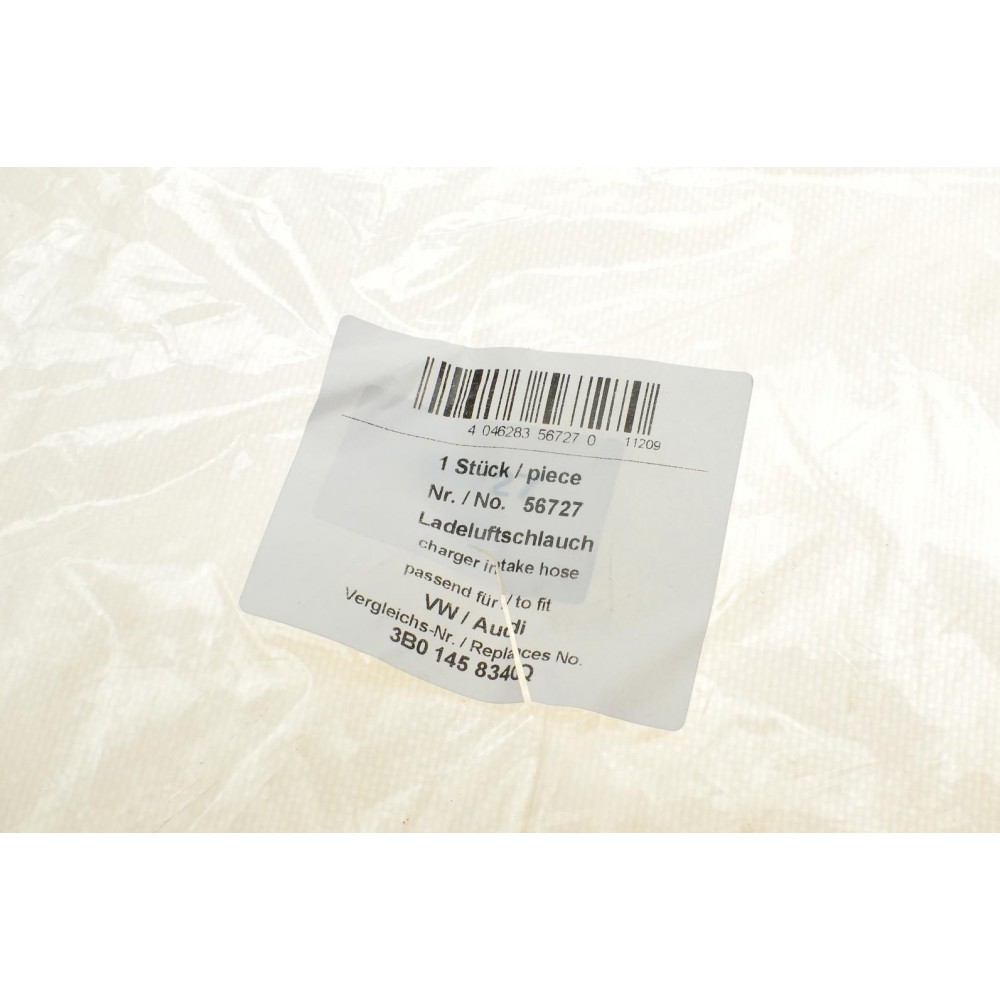 4 046283 56727 0 11209
1 Stück / piece
Nr. / No. 56727
Ladeluftschlauch
charger intake hose
passend für / to fit
VW / Audi
Vergleichs-Nr. / Replaces No.
3B0 145 834Q